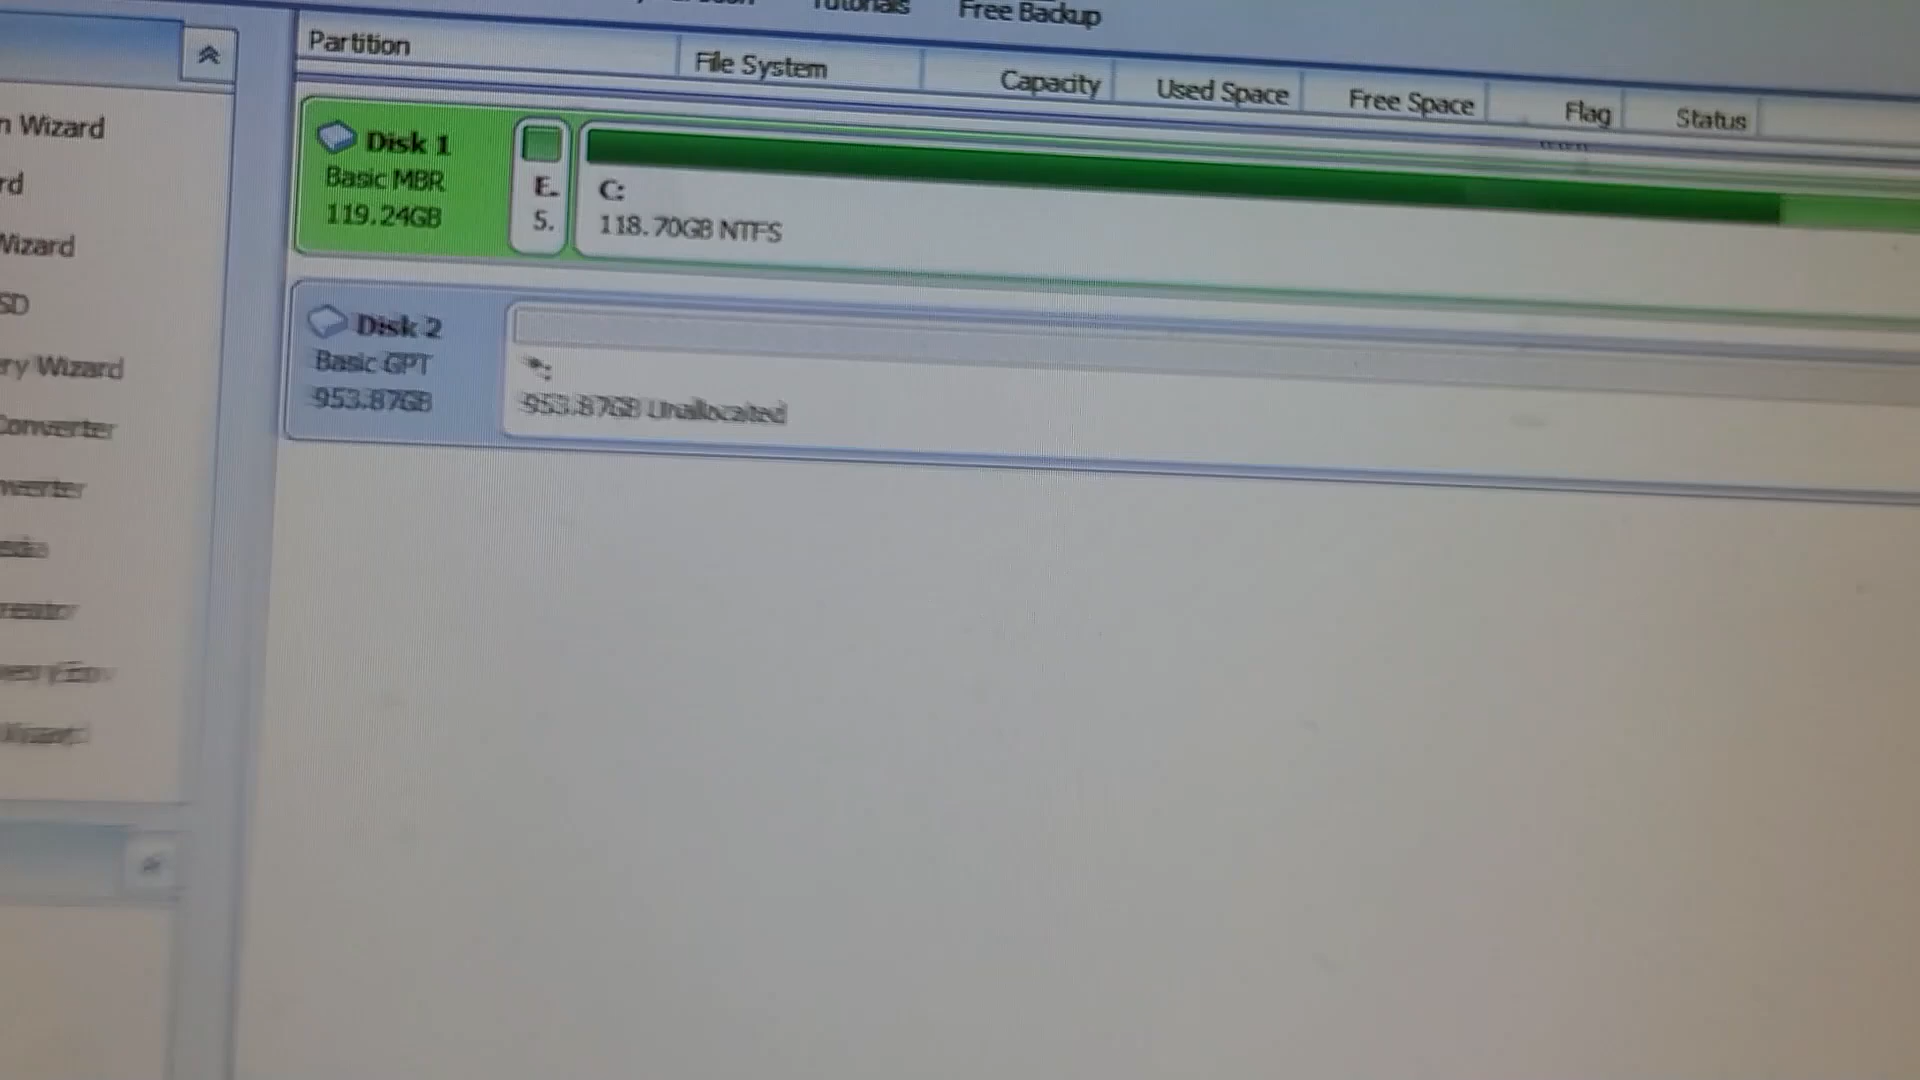 Tutorials
Free Backup
Partition
File System
Capacity
Used Space
Free Space
Flag
Status
n Wizard
rd
Wizard
SD
ery Wizard
Converter
Disk 1
Basic MBR
119.24GB
E.
5.
C:
118.70GB NTFS
Disk 2
Basic GPT
953.87GB
*:
953.87GB Unallocated